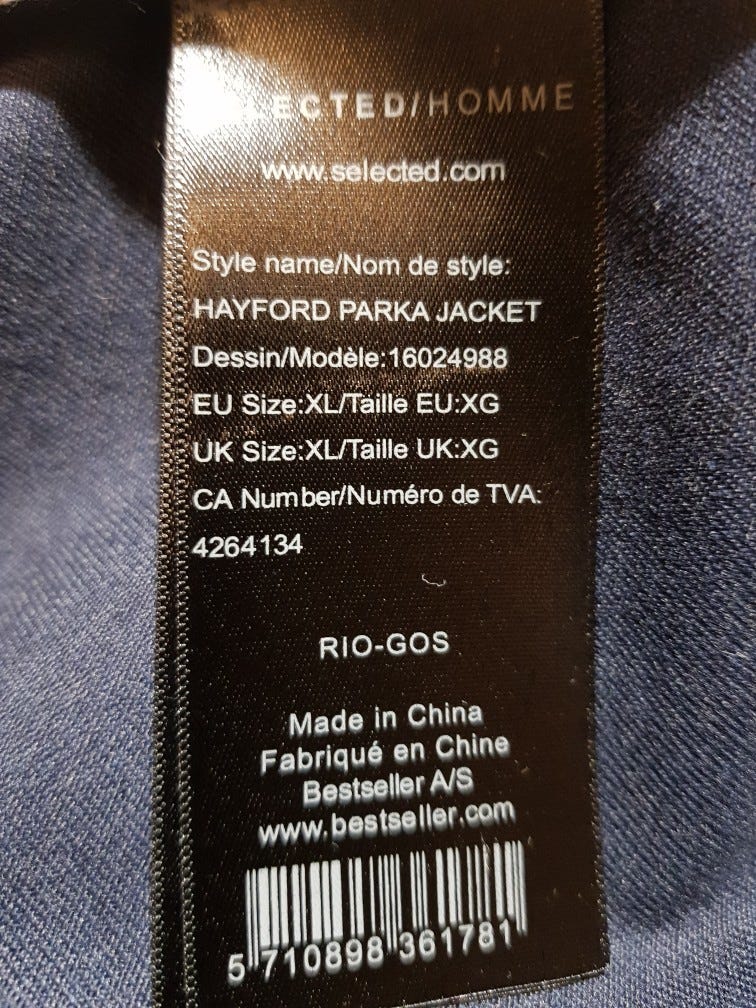 SELECTED/HOMME
www.selected.com
Style name/Nom de style:
HAYFORD PARKA JACKET
Dessin/Modèle:16024988
EU Size:XL/Taille EU:XG
UK Size:XL/Taille UK:XG
CA Number/Numéro de TVA:
4264134
RIO-GOS
Made in China
Fabriqué en Chine
Bestseller A/S
www.bestseller.com
5 710898 361781